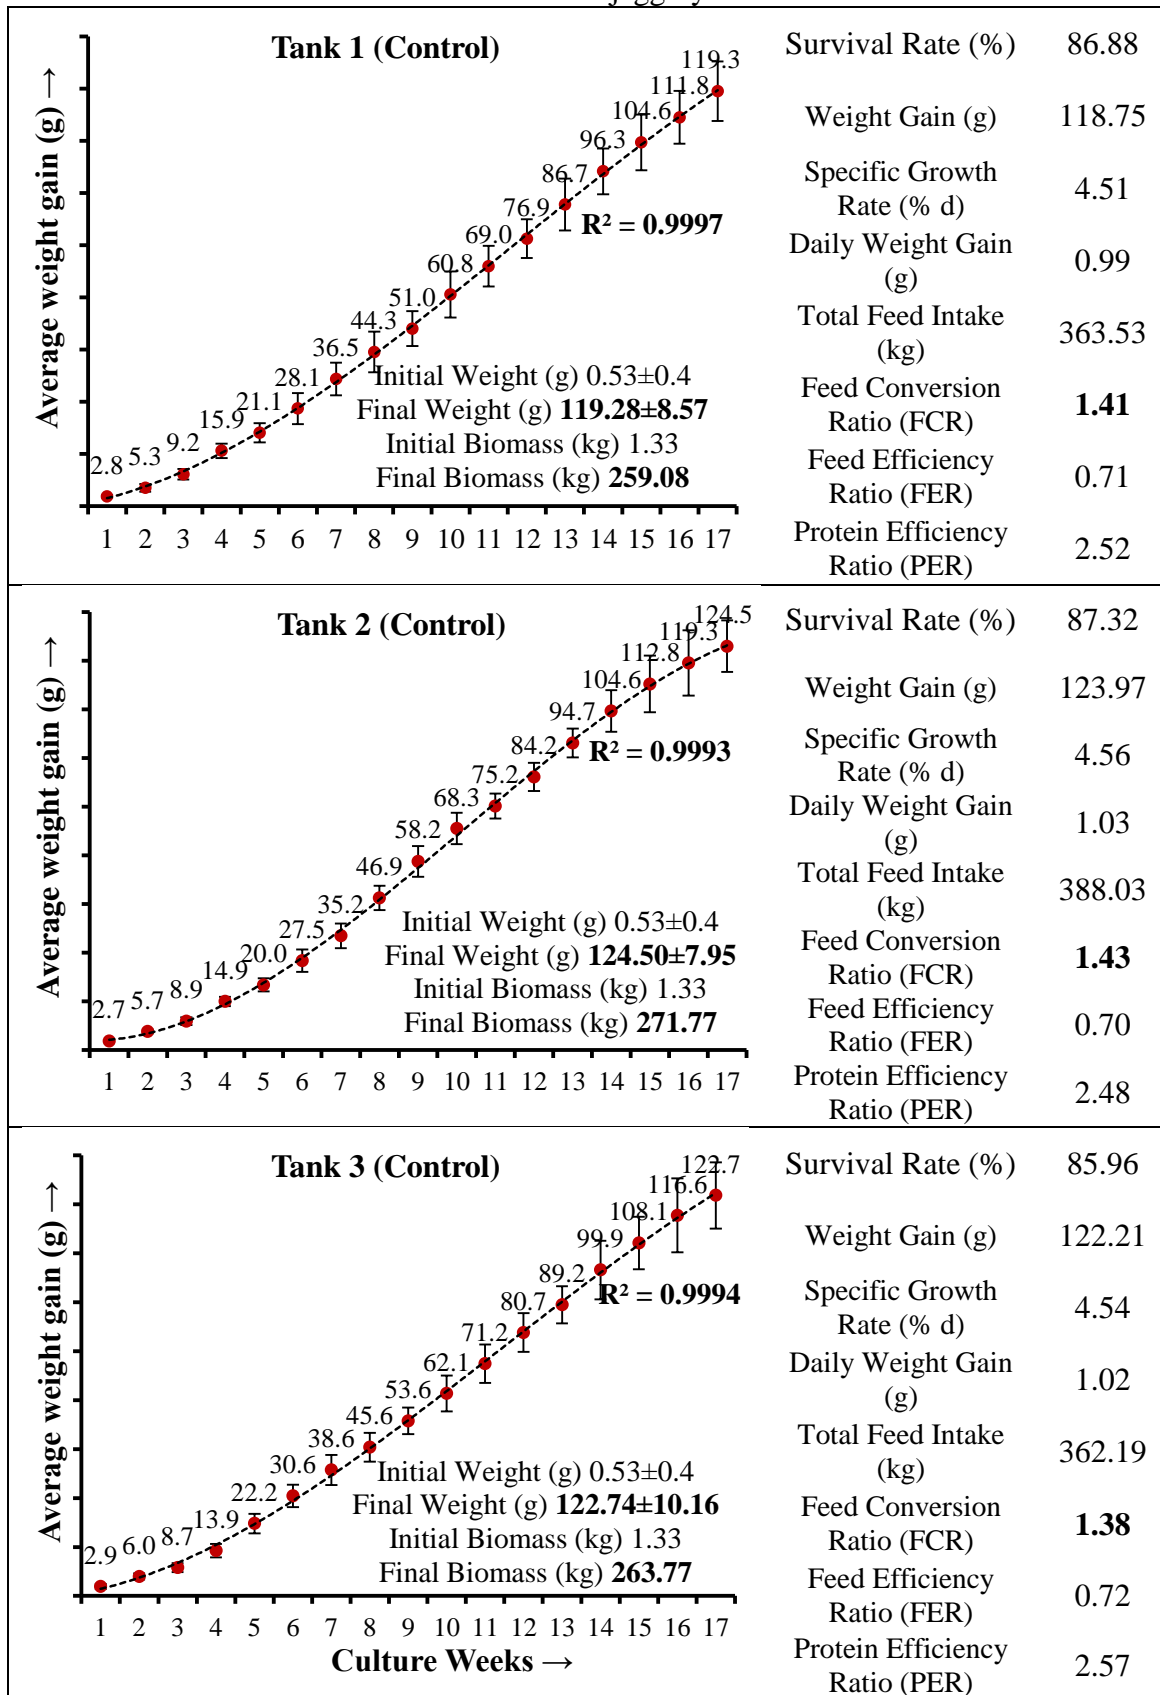 Tank 1 (Control)
Average weight gain (g) →
2.8 5.3 9.2 15.9 21.1 28.1 36.5 44.3 51.0 60.8 69.0 76.9 86.7 96.3 104.6 111.8 119.3
R² = 0.9997
Initial Weight (g) 0.53±0.4
Final Weight (g) 119.28±8.57
Initial Biomass (kg) 1.33
Final Biomass (kg) 259.08
1 2 3 4 5 6 7 8 9 10 11 12 13 14 15 16 17
Survival Rate (%) 86.88
Weight Gain (g) 118.75
Specific Growth
Rate (% d) 4.51
Daily Weight Gain
(g) 0.99
Total Feed Intake
(kg) 363.53
Feed Conversion
Ratio (FCR) 1.41
Feed Efficiency
Ratio (FER) 0.71
Protein Efficiency
Ratio (PER) 2.52
Tank 2 (Control)
Average weight gain (g) →
2.7 5.7 8.9 14.9 20.0 27.5 35.2 46.9 58.2 68.3 75.2 84.2 94.7 104.6 112.8 119.3 124.5
R² = 0.9993
Initial Weight (g) 0.53±0.4
Final Weight (g) 124.50±7.95
Initial Biomass (kg) 1.33
Final Biomass (kg) 271.77
1 2 3 4 5 6 7 8 9 10 11 12 13 14 15 16 17
Survival Rate (%) 87.32
Weight Gain (g) 123.97
Specific Growth
Rate (% d) 4.56
Daily Weight Gain
(g) 1.03
Total Feed Intake
(kg) 388.03
Feed Conversion
Ratio (FCR) 1.43
Feed Efficiency
Ratio (FER) 0.70
Protein Efficiency
Ratio (PER) 2.48
Tank 3 (Control)
Average weight gain (g) →
2.9 6.0 8.7 13.9 22.2 30.6 38.6 45.6 53.6 62.1 71.2 80.7 89.2 99.9 108.1 116.6 122.7
R² = 0.9994
Initial Weight (g) 0.53±0.4
Final Weight (g) 122.74±10.16
Initial Biomass (kg) 1.33
Final Biomass (kg) 263.77
1 2 3 4 5 6 7 8 9 10 11 12 13 14 15 16 17
Culture Weeks →
Survival Rate (%) 85.96
Weight Gain (g) 122.21
Specific Growth
Rate (% d) 4.54
Daily Weight Gain
(g) 1.02
Total Feed Intake
(kg) 362.19
Feed Conversion
Ratio (FCR) 1.38
Feed Efficiency
Ratio (FER) 0.72
Protein Efficiency
Ratio (PER) 2.57